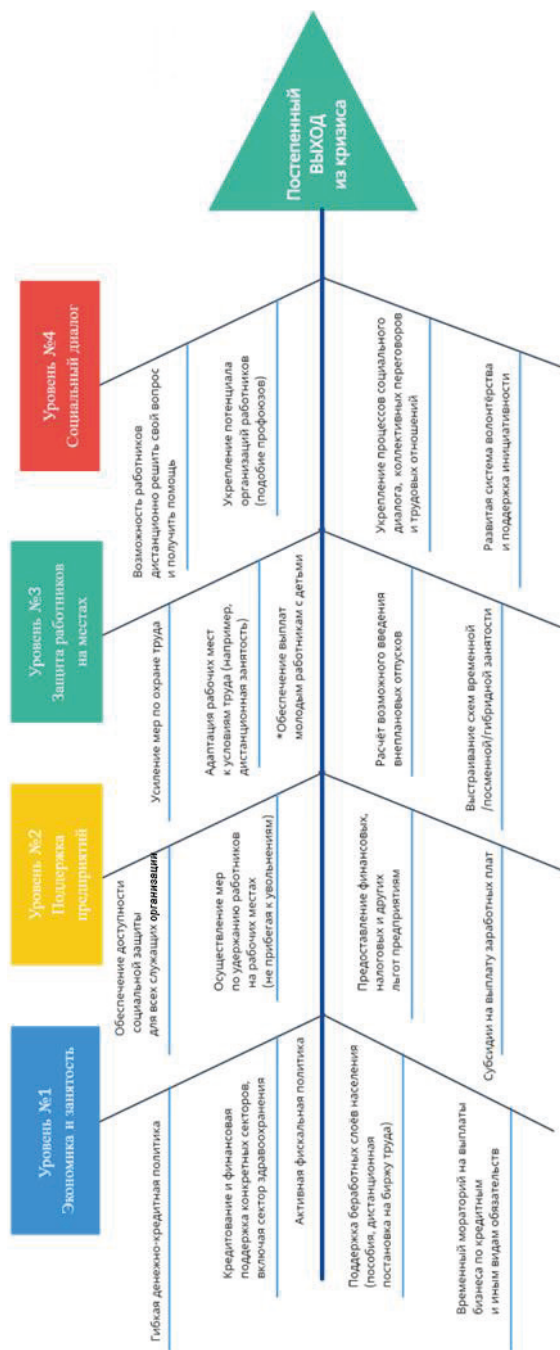 Уровень №1
Экономика и занятость
Гибкая денежно-кредитная политика
Кредитование и финансовая
поддержка конкретных секторов,
включая сектор здравоохранения
Активная фискальная политика
Поддержка безработных слоёв населения
(пособия, дистанционная
постановка на биржу труда)
Временный мораторий на выплаты
бизнеса по кредитным
и иным видам обязательств
Уровень №2
Поддержка
предприятий
Обеспечение доступности
социальной защиты
для всех служащих организаций
Осуществление мер
по удержанию работников
на рабочих местах
(не прибегая к увольнениям)
Предоставление финансовых,
налоговых и других
льгот предприятиям
Субсидии на выплату заработных плат
Уровень №3
Защита работников
на местах
Усиление мер по охране труда
Адаптация рабочих мест
к условиям труда (например,
дистанционная занятость)
*Обеспечение выплат
молодым работникам с детьми
Расчёт возможного введения
внеплановых отпусков
Выстраивание схем временной
/посменной/гибридной занятости
Уровень №4
Социальный диалог
Возможность работников
дистанционно решить свой вопрос
и получить помощь
Укрепление потенциала
организаций работников
(подобие профоюзов)
Укрепление процессов социального
диалога, коллективных переговоров
и трудовых отношений
Развитая система волонтёрства
и поддержка инициативности
Постепенный
ВЫХОД
из кризиса